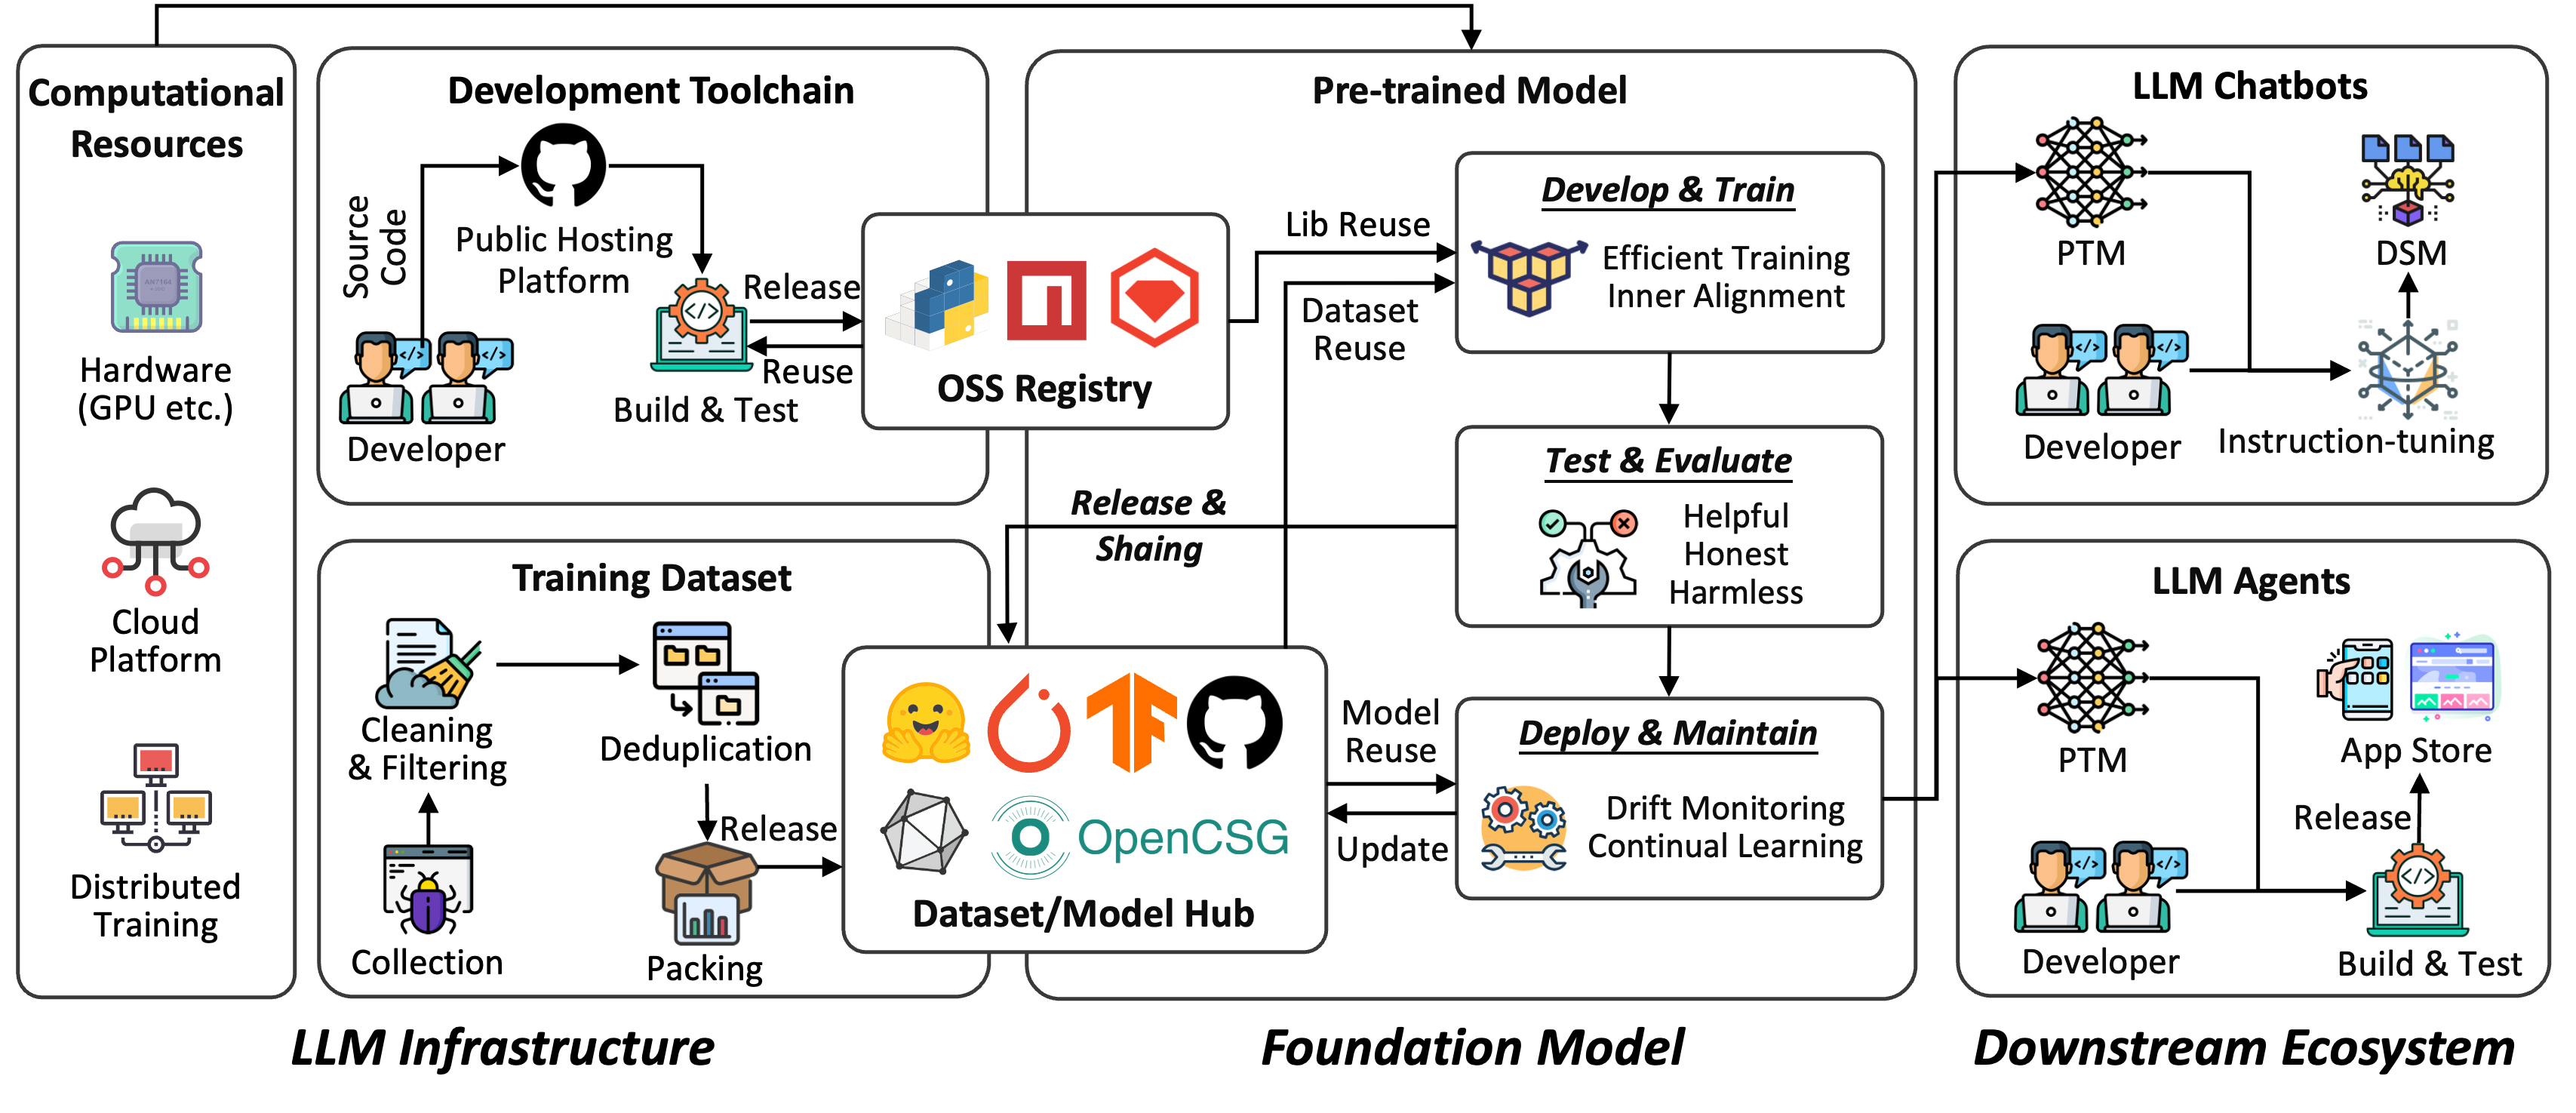 Computational
Resources
Hardware
(GPU etc.)
Cloud
Platform
Distributed
Training
Development Toolchain
Source
Code
Public Hosting
Platform
Developer
Build & Test
Release
Reuse
OSS Registry
Training Dataset
Cleaning
& Filtering
Deduplication
Collection
Packing
Release
OpenCSG
Dataset/Model Hub
LLM Infrastructure
Pre-trained Model
Lib Reuse
Dataset
Reuse
Develop & Train
Efficient Training
Inner Alignment
Release &
Shaing
Test & Evaluate
Helpful
Honest
Harmless
Model
Reuse
Update
Deploy & Maintain
Drift Monitoring
Continual Learning
Foundation Model
LLM Chatbots
PTM
DSM
Developer
Instruction-tuning
LLM Agents
PTM
App Store
Release
Developer
Build & Test
Downstream Ecosystem